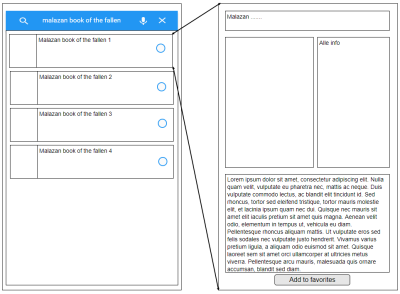 malazan book of the fallen
Malazan book of the fallen 1
Malazan book of the fallen 2
Malazan book of the fallen 3
Malazan book of the fallen 4
Malazan ......
Alle info
Lorem ipsum dolor sit amet, consectetur adipiscing elit. Nulla
quam velit, vulputate eu pharetra nec, mattis ac neque. Duis
vulputate commodo lectus, ac blandit elit tincidunt id. Sed
rhoncus, tortor sed eleifend tristique, tortor mauris molestie
elit, et lacinia ipsum quam nec dui. Quisque nec mauris sit
amet elit iaculis pretium sit amet quis magna. Aenean velit
odio, elementum in tempus ut, vehicula eu diam.
Pellentesque rhoncus aliquam mattis. Ut vulputate eros sed
felis sodales nec vulputate justo hendrerit. Vivamus varius
pretium ligula, a aliquam odio euismod sit amet. Quisque
laoreet sem sit amet orci ullamcorper at ultricies metus
viverra. Pellentesque arcu mauris, malesuada quis ornare
accumsan, blandit sed diam.
Add to favorites